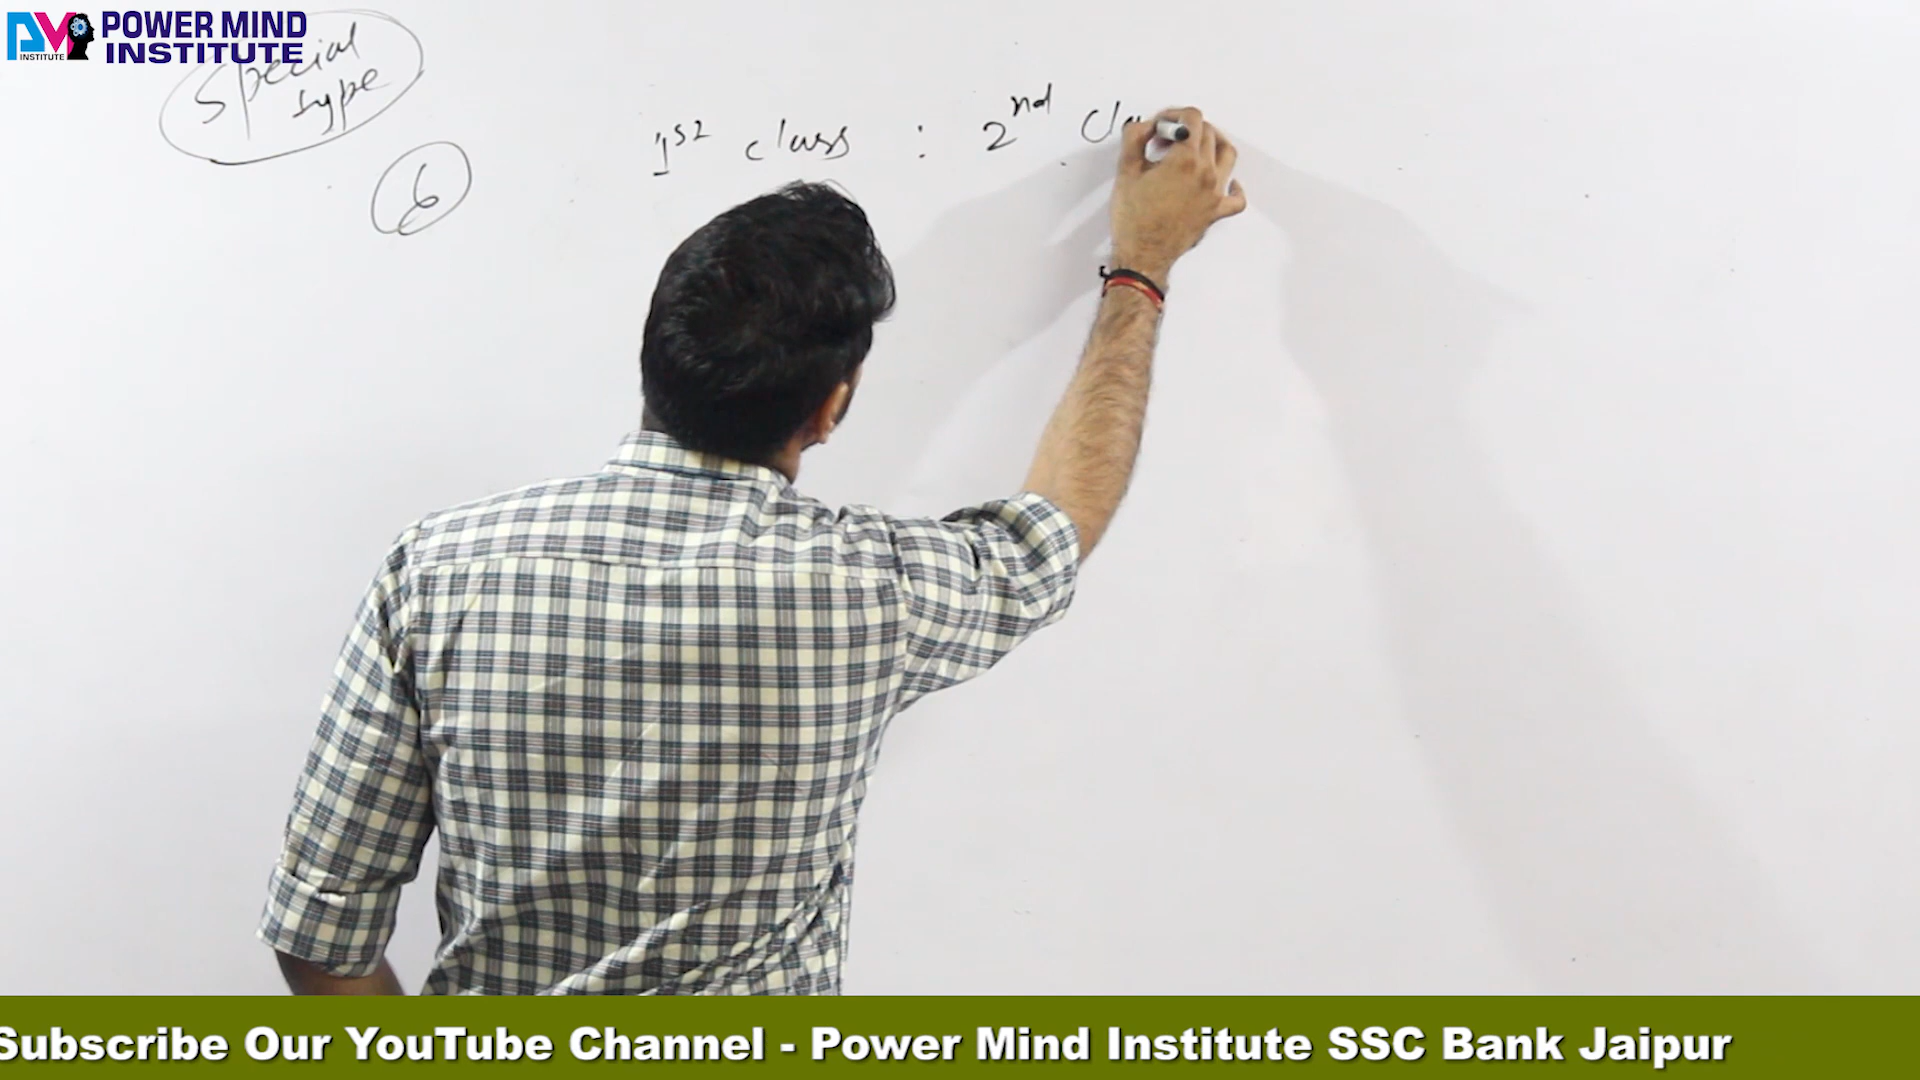 POWER MIND
INSTITUTE
INSTITUTE
Special
type
6
1st class : 2nd Cla
Subscribe Our YouTube Channel - Power Mind Institute SSC Bank Jaipur